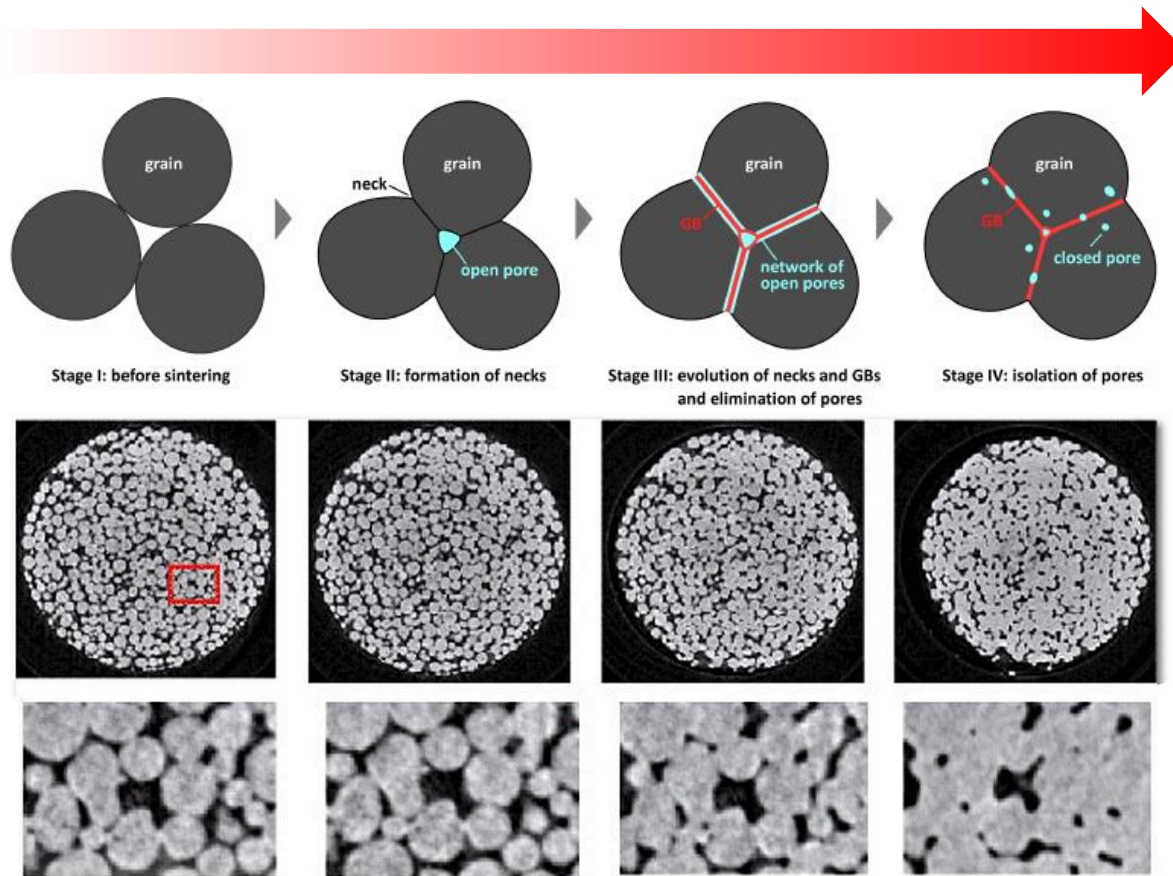 grain
neck
grain
open pore
grain
GB
network of
open pores
grain
GB
closed pore
Stage I: before sintering
Stage II: formation of necks
Stage III: evolution of necks and GBs
and elimination of pores
Stage IV: isolation of pores